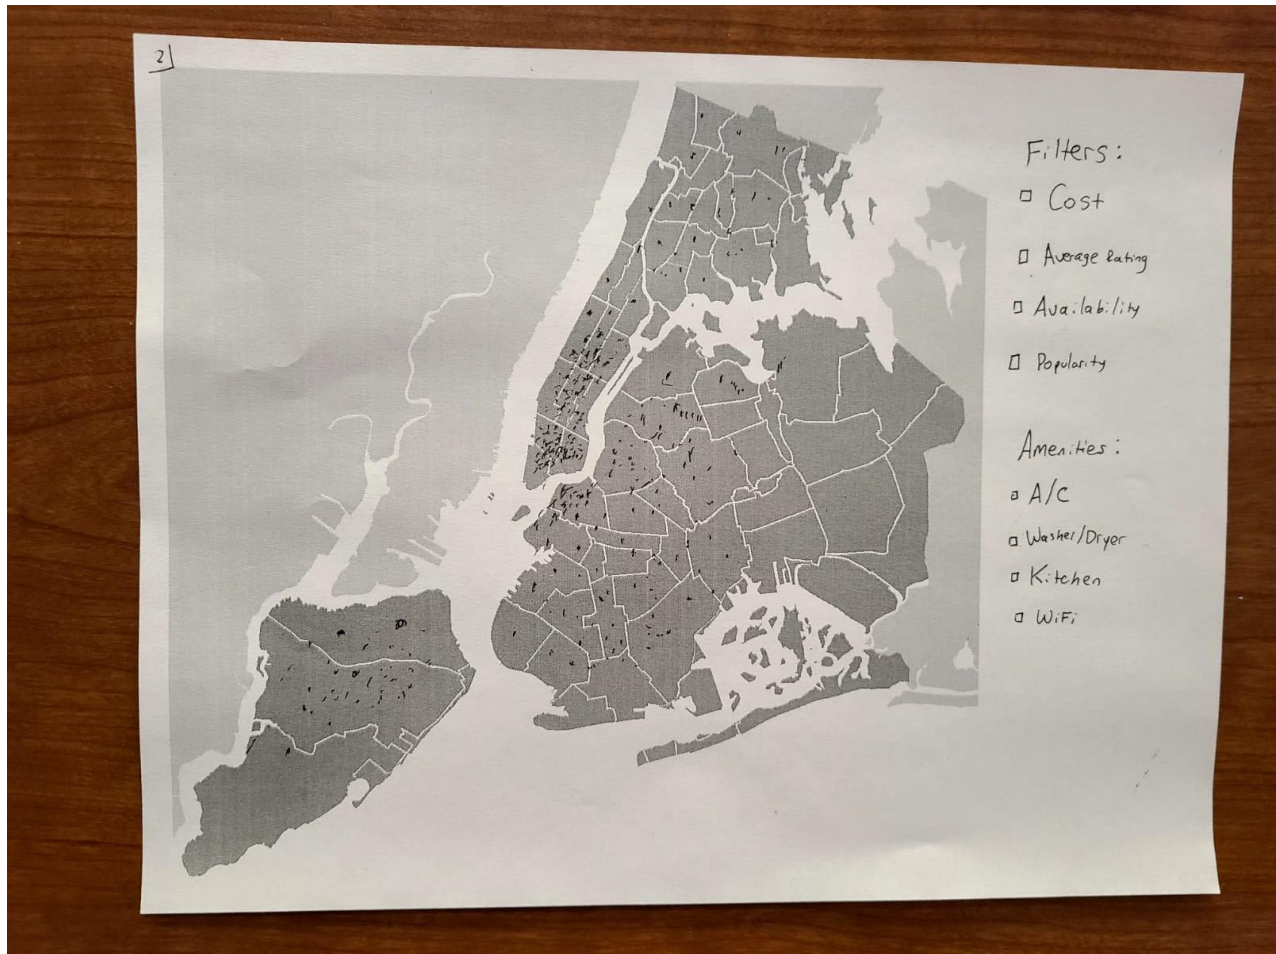 2
Filters:
Cost
Average Rating
Availability
Popularity
Amenities:
A/C
Washer/Dryer
Kitchen
WiFi